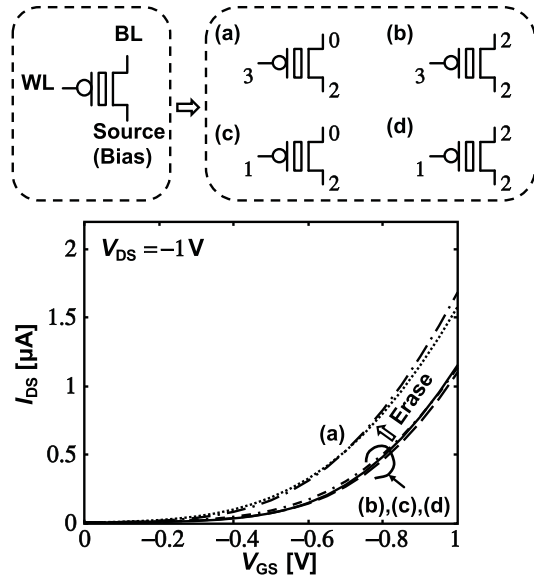 BL
WL
Source
(Bias)
(a)
0
3
2
(b)
2
3
2
(c)
0
1
2
(d)
2
1
2
V_DS = −1 V
I_DS [µA]
2
1.5
1
0.5
0
(a)
Erase
(b),(c),(d)
0
−0.2
−0.4
−0.6
−0.8
1
V_GS [V]